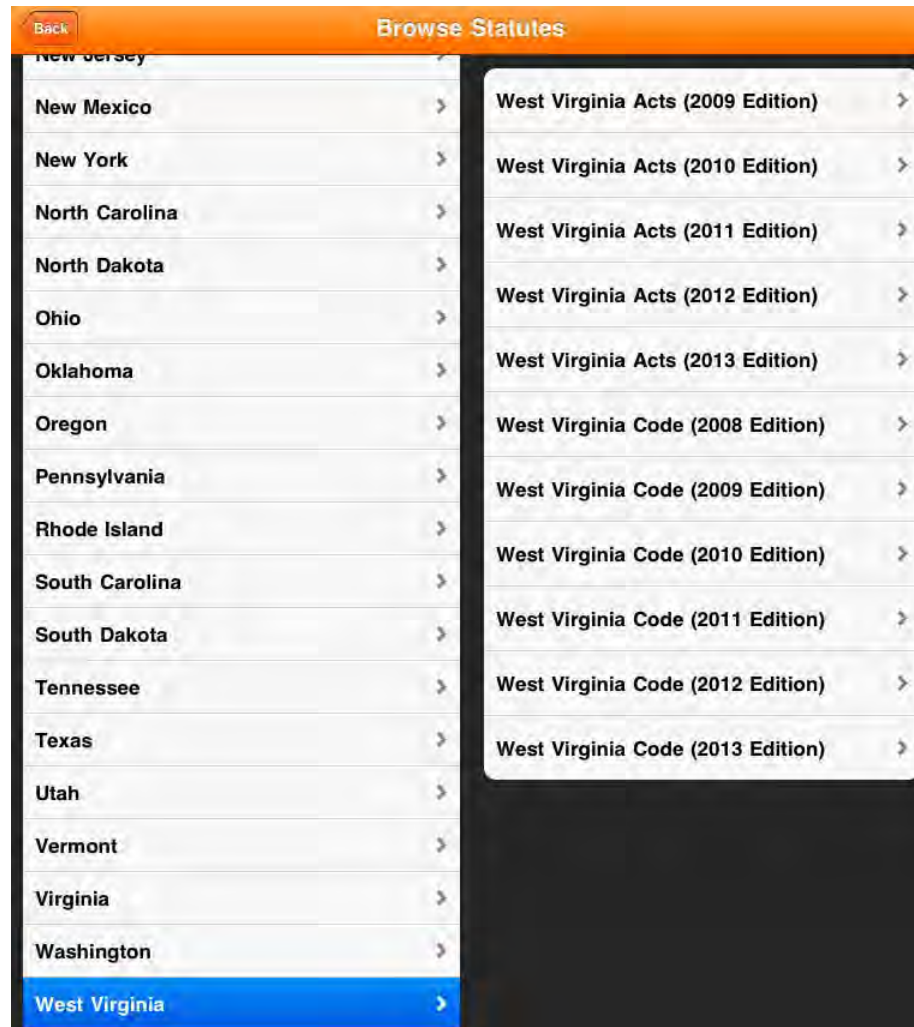 Back
Browse Statutes
New Jersey
New Mexico
New York
North Carolina
North Dakota
Ohio
Oklahoma
Oregon
Pennsylvania
Rhode Island
South Carolina
South Dakota
Tennessee
Texas
Utah
Vermont
Virginia
Washington
West Virginia
West Virginia Acts (2009 Edition)
West Virginia Acts (2010 Edition)
West Virginia Acts (2011 Edition)
West Virginia Acts (2012 Edition)
West Virginia Acts (2013 Edition)
West Virginia Code (2008 Edition)
West Virginia Code (2009 Edition)
West Virginia Code (2010 Edition)
West Virginia Code (2011 Edition)
West Virginia Code (2012 Edition)
West Virginia Code (2013 Edition)